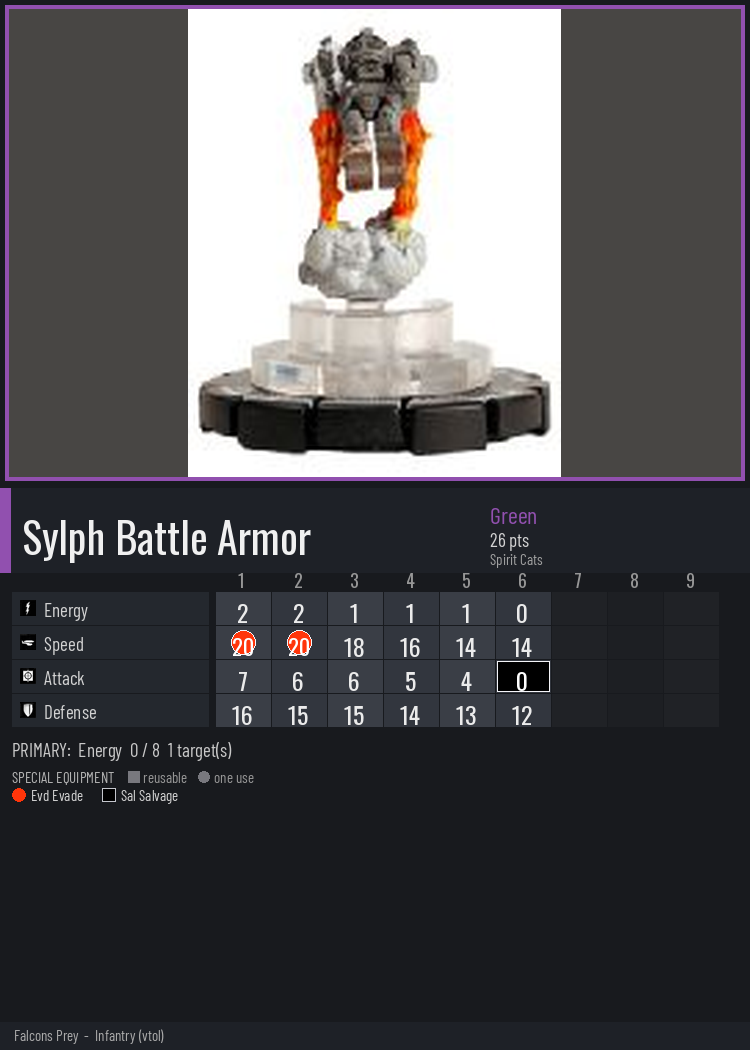 Sylph Battle Armor
Green
26 pts
Spirit Cats
1 2 3 4 5 6 7 8 9
Energy 2 2 1 1 1 0
Speed 20 20 18 16 14 14
Attack 7 6 6 5 4 0
Defense 16 15 15 14 13 12
PRIMARY: Energy 0 / 8 1 target(s)
SPECIAL EQUIPMENT reusable one use
Evd Evade Sal Salvage
Falcons Prey - Infantry (vtol)